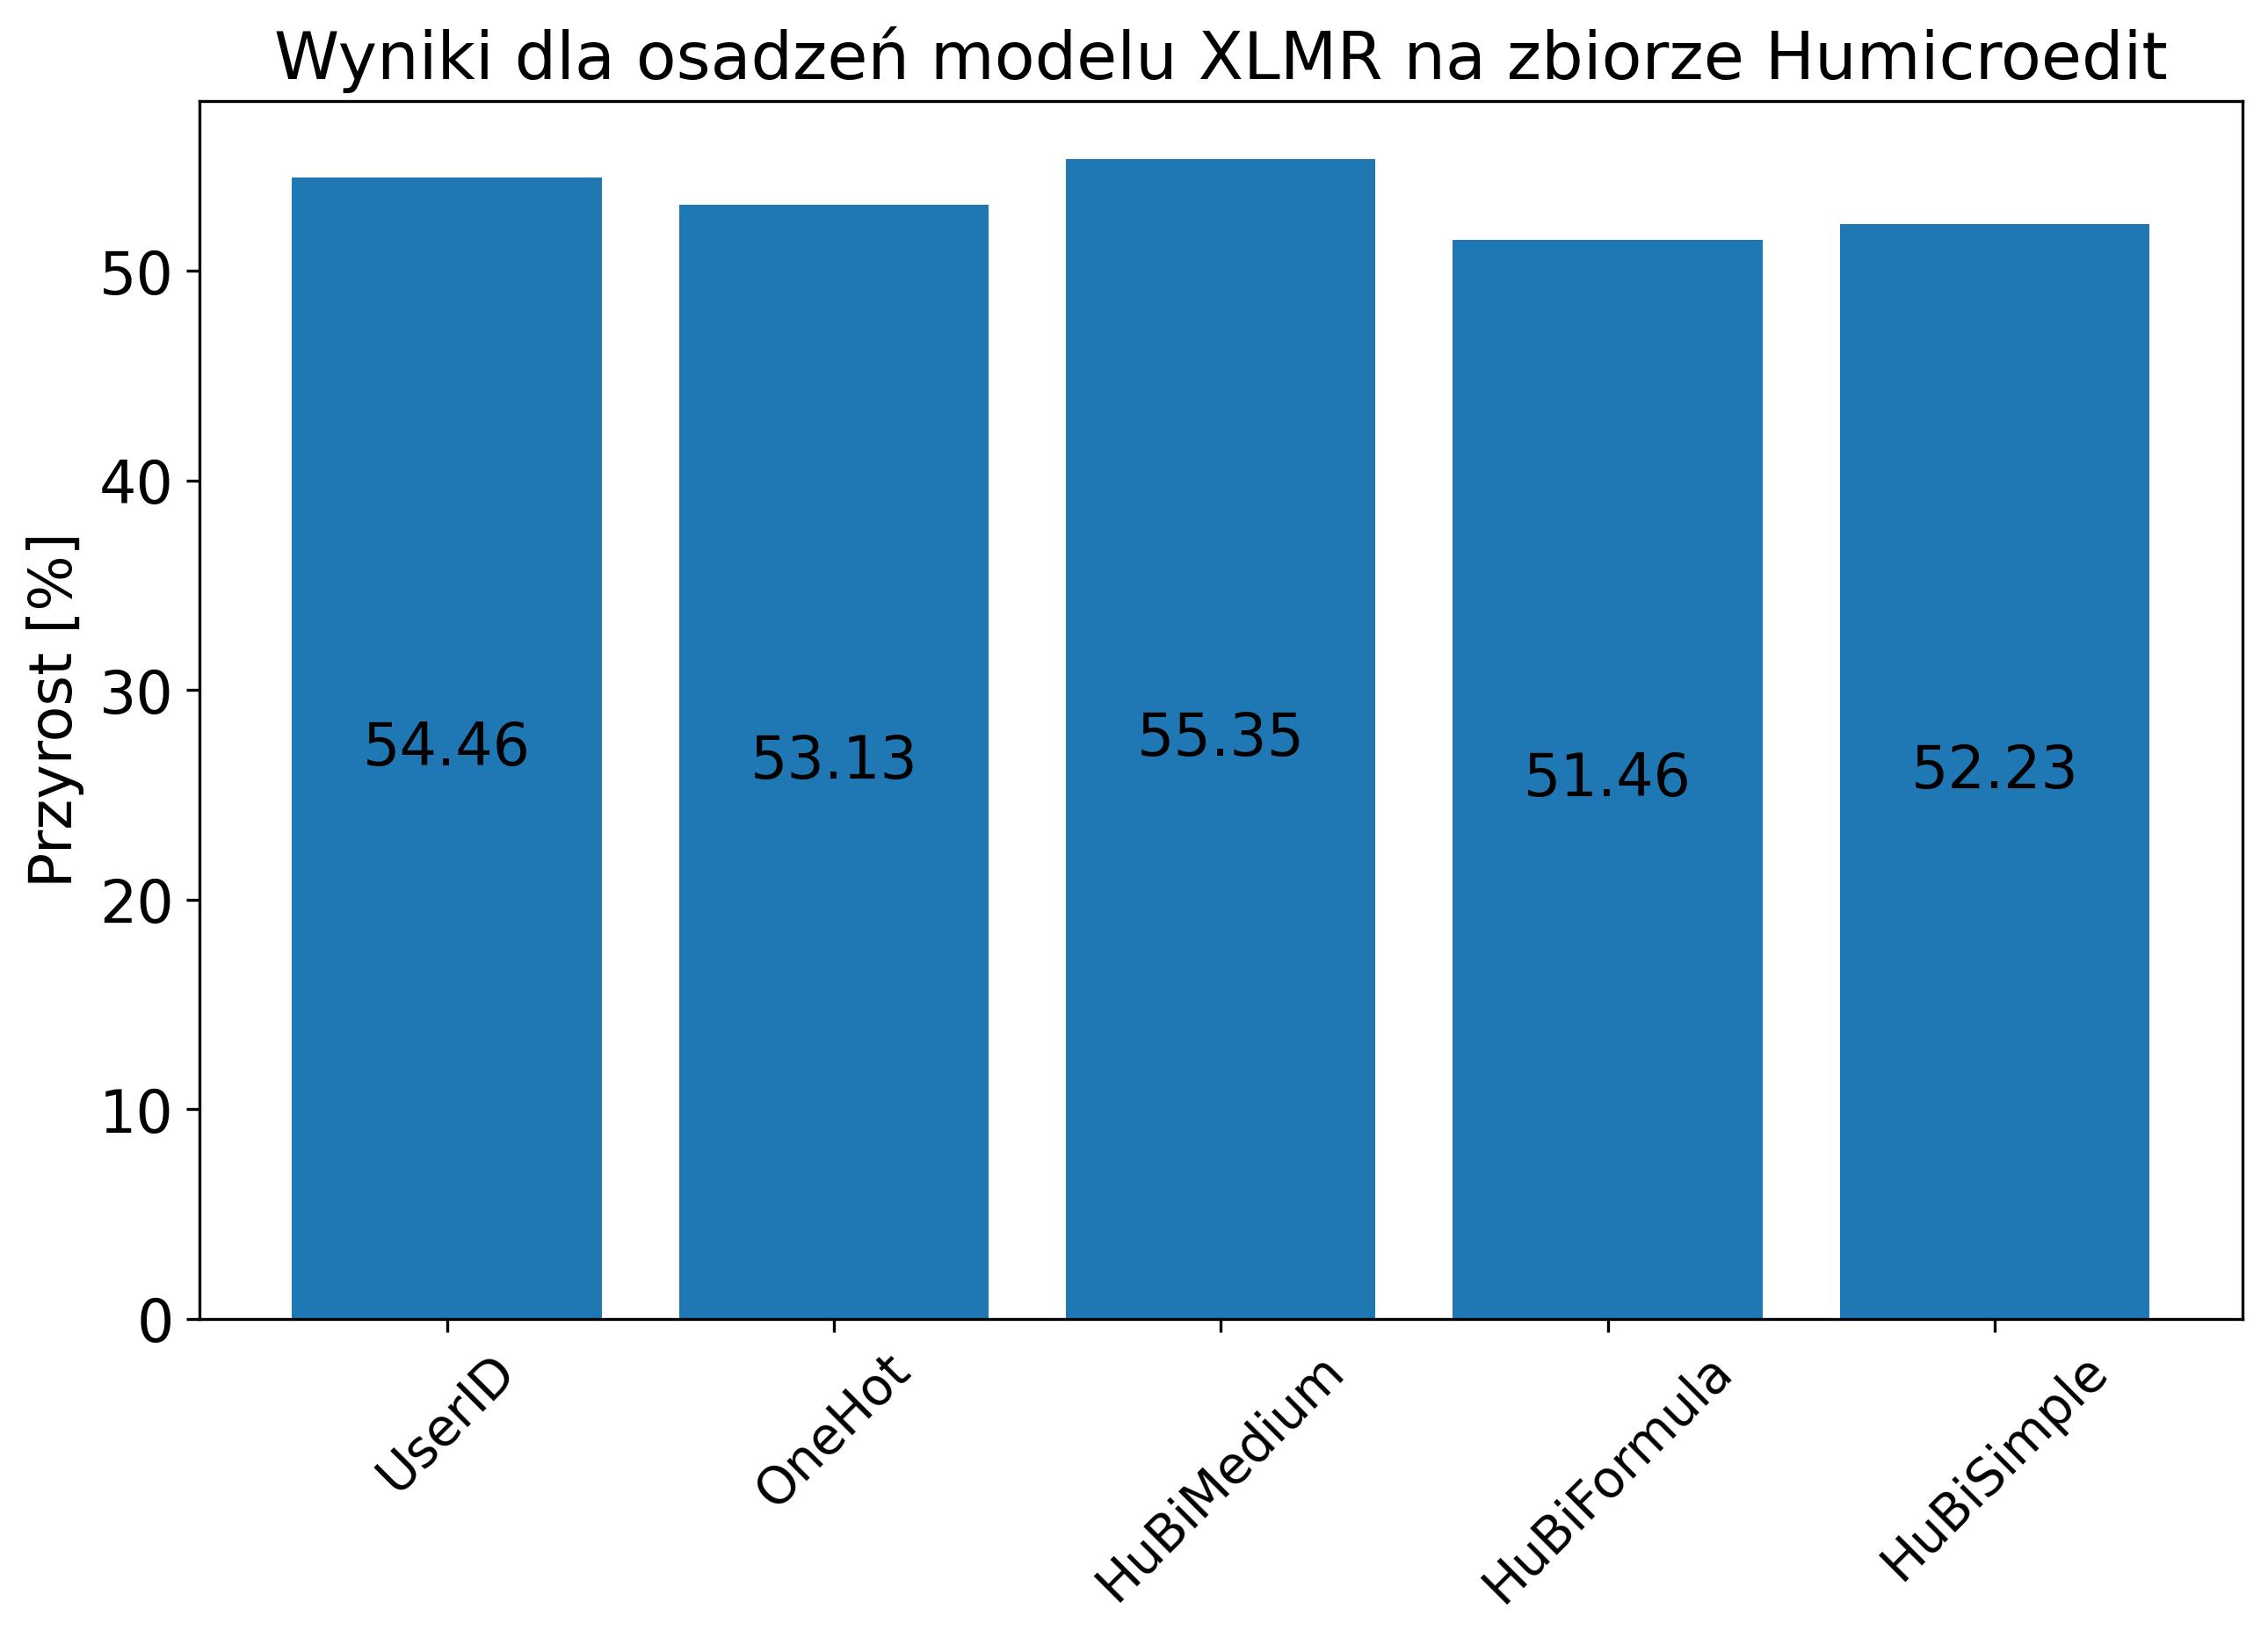 Wyniki dla osadzeń modelu XLMR na zbiorze Humicroedit
Przyrost [%]
50
40
30
20
10
0
54.46
53.13
55.35
51.46
52.23
UserID
OneHot
HuBiMedium
HuBiFormula
HuBiSimple